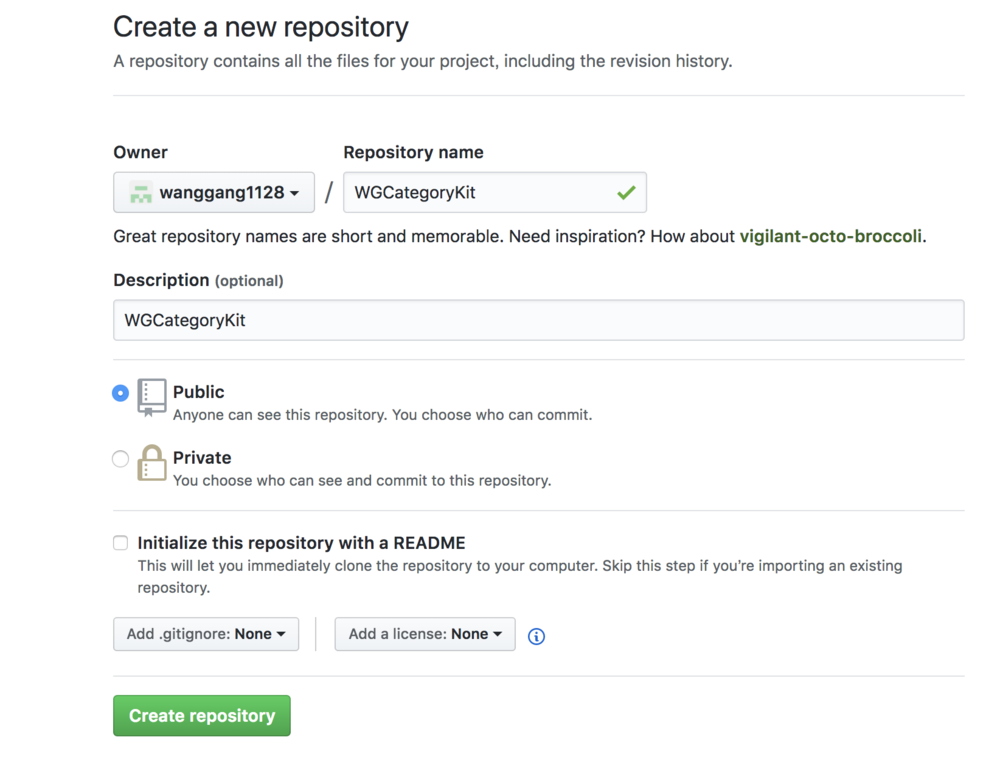 Create a new repository
A repository contains all the files for your project, including the revision history.
Owner
Repository name
wanggang1128 / WGCategoryKit
Great repository names are short and memorable. Need inspiration? How about vigilant-octo-broccoli.
Description (optional)
WGCategoryKit
Public
Anyone can see this repository. You choose who can commit.
Private
You choose who can see and commit to this repository.
Initialize this repository with a README
This will let you immediately clone the repository to your computer. Skip this step if you’re importing an existing
repository.
Add .gitignore: None
Add a license: None
Create repository